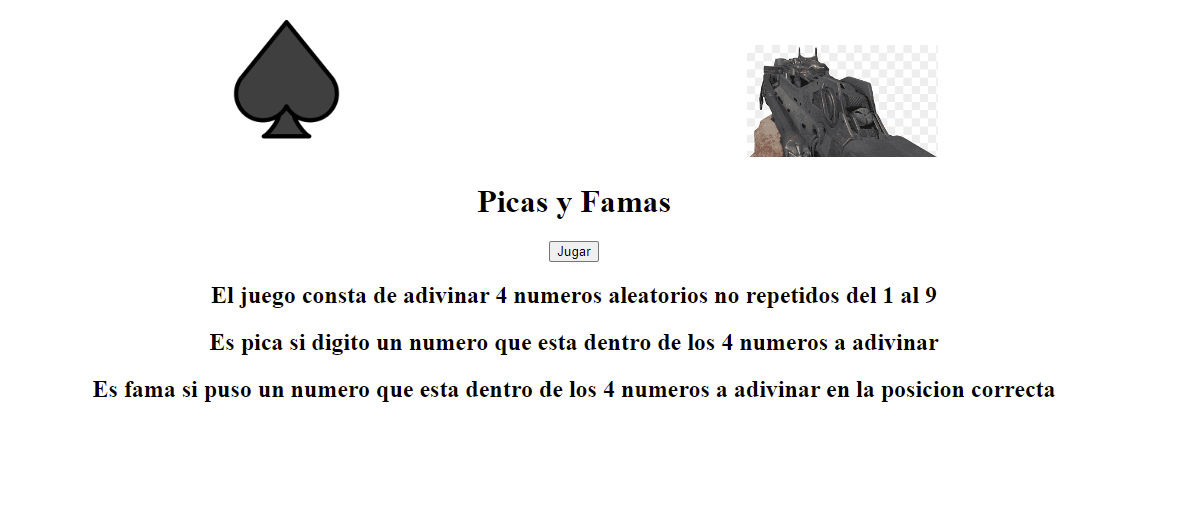 Picas y Famas
Jugar
El juego consta de adivinar 4 numeros aleatorios no repetidos del 1 al 9
Es pica si digito un numero que esta dentro de los 4 numeros a adivinar
Es fama si puso un numero que esta dentro de los 4 numeros a adivinar en la posicion correcta